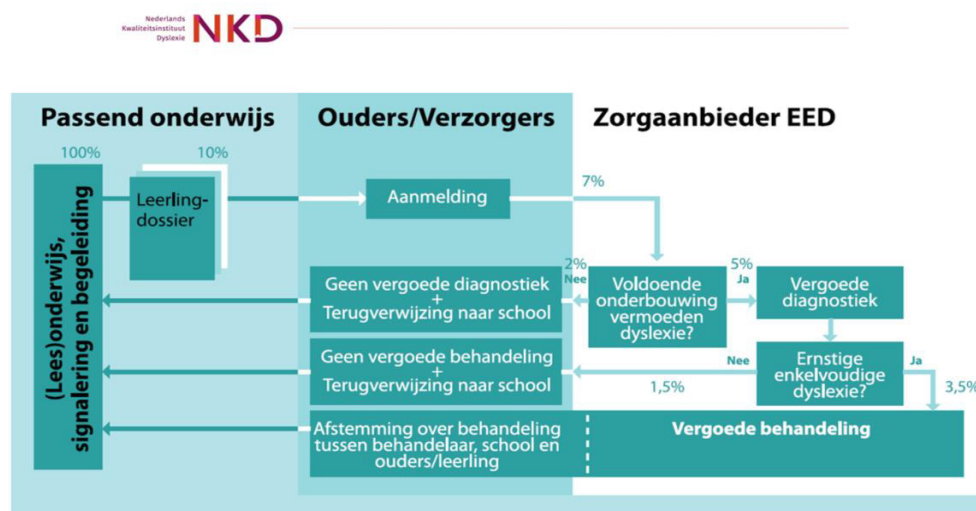 Nederlands
Kwaliteitsinstituut
Dyslexie
NKD
Passend onderwijs
Ouders/Verzorgers
Zorgaanbieder EED
100%
10%
(Lees)onderwijs,
signalering en begeleiding
Leerling-
dossier
Aanmelding
7%
Geen vergoede diagnostiek
+
Terugverwijzing naar school
2%
Nee
Voldoende
onderbouwing
vermoeden
dyslexie?
5%
Ja
Vergoede
diagnostiek
Geen vergoede behandeling
+
Terugverwijzing naar school
1,5%
Nee
Ernstige
enkelvoudige
dyslexie?
Ja
3,5%
Afstemming over behandeling
tussen behandelaar, school en
ouders/leerling
Vergoede behandeling